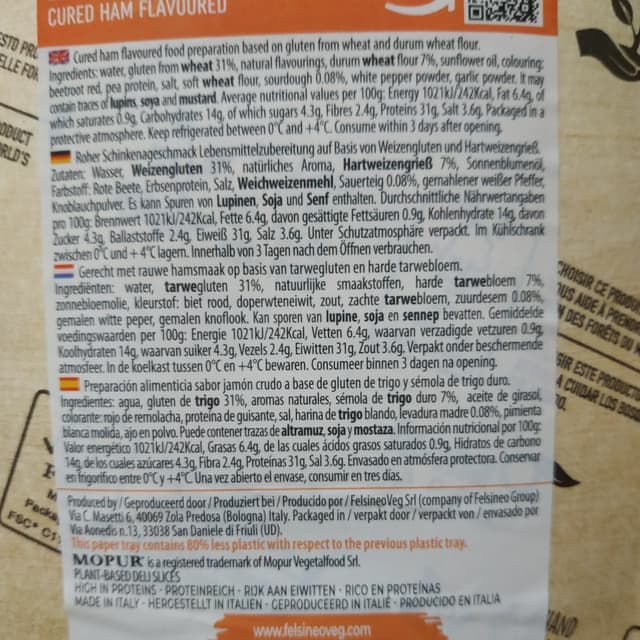 CURED HAM FLAVOURED
Cured ham flavoured food preparation based on gluten from wheat and durum wheat flour.
Ingredients: water, gluten from wheat 31%, natural flavourings, durum wheat flour 7%, sunflower oil, colouring:
beetroot red, pea protein, salt, soft wheat flour, sourdough 0.08%, white pepper powder, garlic powder. It may
contain traces of lupins, soya and mustard. Average nutritional values per 100g: Energy 1021kJ/242Kcal, Fat 6.4g, of
which saturates 0.9g, Carbohydrates 14g, of which sugars 4.3g, Fibres 2.4g, Proteins 31g, Salt 3.6g. Packaged in a
protective atmosphere. Keep refrigerated between 0°C and +4°C. Consume within 3 days after opening.
Roher Schinkengeschmack Lebensmittelzubereitung auf Basis von Weizengluten und Hartweizengrieß.
Zutaten: Wasser, Weizengluten 31%, natürliches Aroma, Hartweizengrieß 7%, Sonnenblumenöl,
Farbstoff: Rote Beete, Erbsenprotein, Salz, Weichweizenmehl, Sauerteig 0.08%, gemahlener weißer Pfeffer,
Knoblauchpulver. Es kann Spuren von Lupinen, Soja und Senf enthalten. Durchschnittliche Nährwertangaben
pro 100g: Brennwert 1021kJ/242Kcal, Fette 6.4g, davon gesättigte Fettsäuren 0.9g, Kohlenhydrate 14g, davon
Zucker 4.3g, Ballaststoffe 2.4g, Eiweiß 31g, Salz 3.6g. Unter Schutzatmosphäre verpackt. Im Kühlschrank
zwischen 0°C und + 4°C lagern. Innerhalb von 3 Tagen nach dem Öffnen verbrauchen.
Gerecht met rauwe hamsmaak op basis van tarwegluten en harde tarwebloem.
Ingrediënten: water, tarwegluten 31%, natuurlijke smaakstoffen, harde tarwebloem 7%,
zonnebloemolie, kleurstof: biet rood, doperwteneiwit, zout, zachte tarwebloem, zuurdesem 0.08%,
gemalen witte peper, gemalen knoflook. Kan sporen van lupine, soja en sennep bevatten. Gemiddelde
voedingswaarden per 100g: Energie 1021kJ/242Kcal, Vetten 6.4g, waarvan verzadigde vetzuren 0.9g,
Koolhydraten 14g, waarvan suiker 4.3g, Vezels 2.4g, Eiwitten 31g, Zout 3.6g. Verpakt onder beschermende
atmosfeer. In de koelkast tussen 0°C en +4°C bewaren. Consumeer binnen 3 dagen na opening.
Preparación alimenticia sabor jamón crudo a base de gluten de trigo y sémola de trigo duro.
Ingredientes: agua, gluten de trigo 31%, aromas naturales, sémola de trigo duro 7%, aceite de girasol,
colorante: rojo de remolacha, proteína de guisante, sal, harina de trigo blando, levadura madre 0.08%, pimienta
blanca molida, ajo en polvo. Puede contener trazas de altramuz, soja y mostaza. Información nutricional por 100g:
Valor energético 1021kJ/242Kcal, Grasas 6.4g, de las cuales ácidos grasos saturados 0.9g, Hidratos de carbono
14g, de los cuales azúcares 4.3g, Fibra 2.4g, Proteínas 31g, Sal 3.6g. Envasado en atmósfera protectora. Conservar
en frigorífico entre 0°C y +4°C. Una vez abierto el envase, consumir en tres días.
Produced by / Geproduceerd door / Produziert bei / Producido por / FelsineoVeg Srl (company of Felsineo Group)
Via C. Masetti 6, 40069 Zola Predosa (Bologna) Italy. Packaged in / verpakt door / verpackt von / envasado por
Via Aonedis n.13, 33038 San Daniele di Friuli (UD).
This paper tray contains 80% less plastic with respect to the previous plastic tray.
MOPUR® is a registered trademark of Mopur Vegetalfood Srl.
PLANT-BASED DELI SLICES
HIGH IN PROTEINS - PROTEINREICH - RIJK AAN EIWITTEN - RICO EN PROTEÍNAS
MADE IN ITALY - HERGESTELLT IN ITALIEN - GEPRODUCEERD IN ITALIË - PRODUCIDO EN ITALIA
www.felsineoveg.com
CHOISIR CE
AIDE À
DES FORÊTS DU
ESTE PRODUCTO
A CUIDAR LOS
FSC®